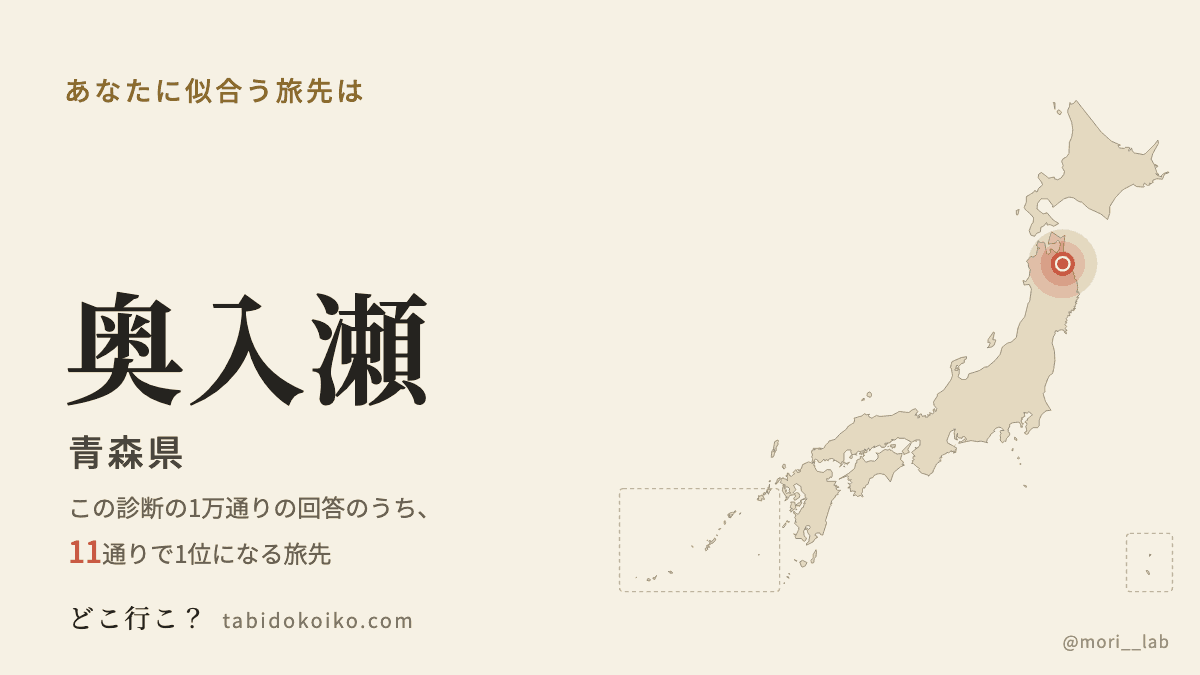 あなたに似合う旅先は
奥入瀬
青森県
この診断の1万通りの回答のうち、
11通りで1位になる旅先
どこ行こ? tabidokoiko.com
@mori__lab